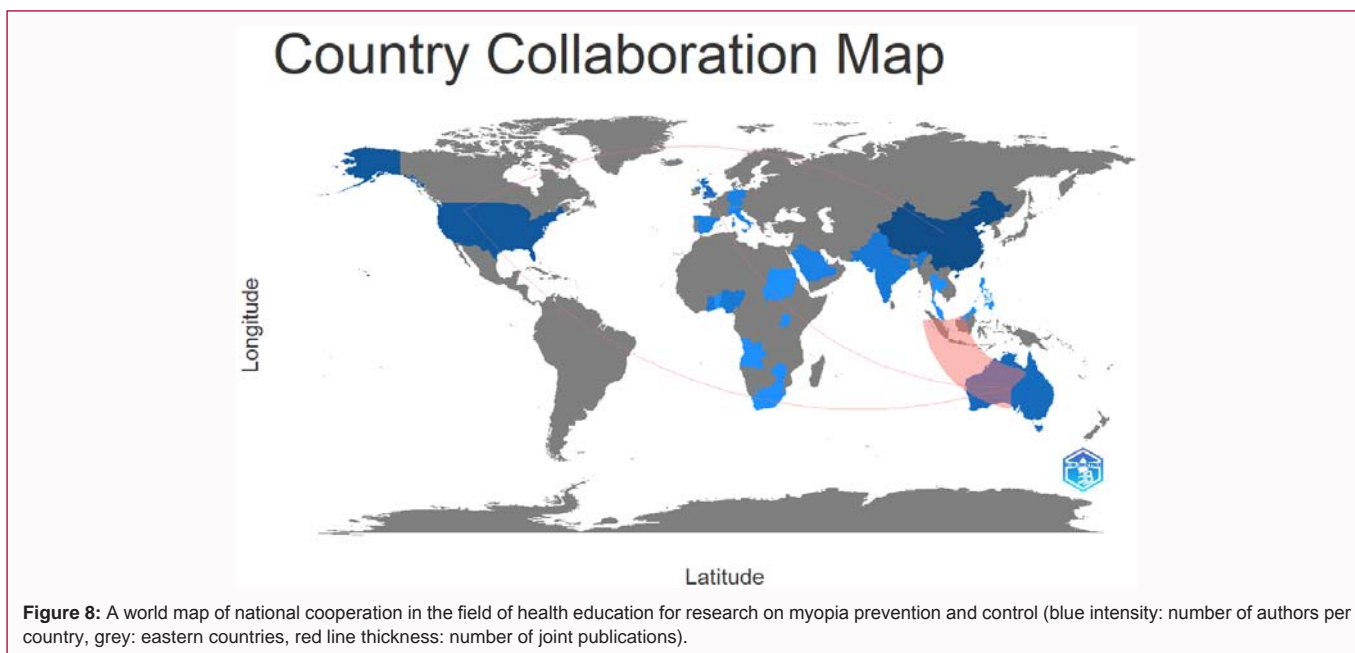 Country Collaboration Map
Longitude
Latitude
Figure 8: A world map of national cooperation in the field of health education for research on myopia prevention and control (blue intensity: number of authors per
country, grey: eastern countries, red line thickness: number of joint publications).